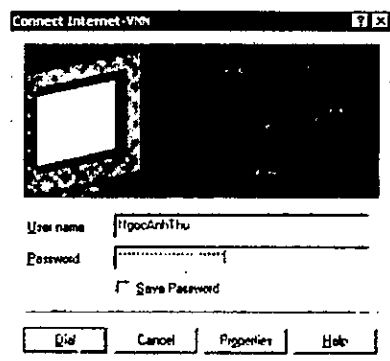 Connect Internet-VNN
User name NgocAnhThu
Password
Save Password
Dial Cancel Properties Help